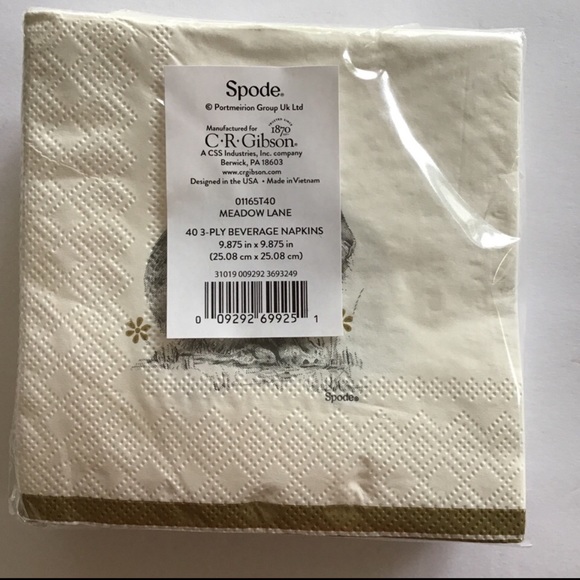 Spode®
© Portmeirion Group Uk Ltd
Manufactured for
1870
C·R·Gibson®
A CSS Industries, Inc. company
Berwick, PA 18603
www.crgibson.com
Designed in the USA • Made in Vietnam
01165T40
MEADOW LANE
40 3-PLY BEVERAGE NAPKINS
9.875 in x 9.875 in
(25.08 cm x 25.08 cm)
31019 009292 3693249
0 09292 69925 1
Spode®